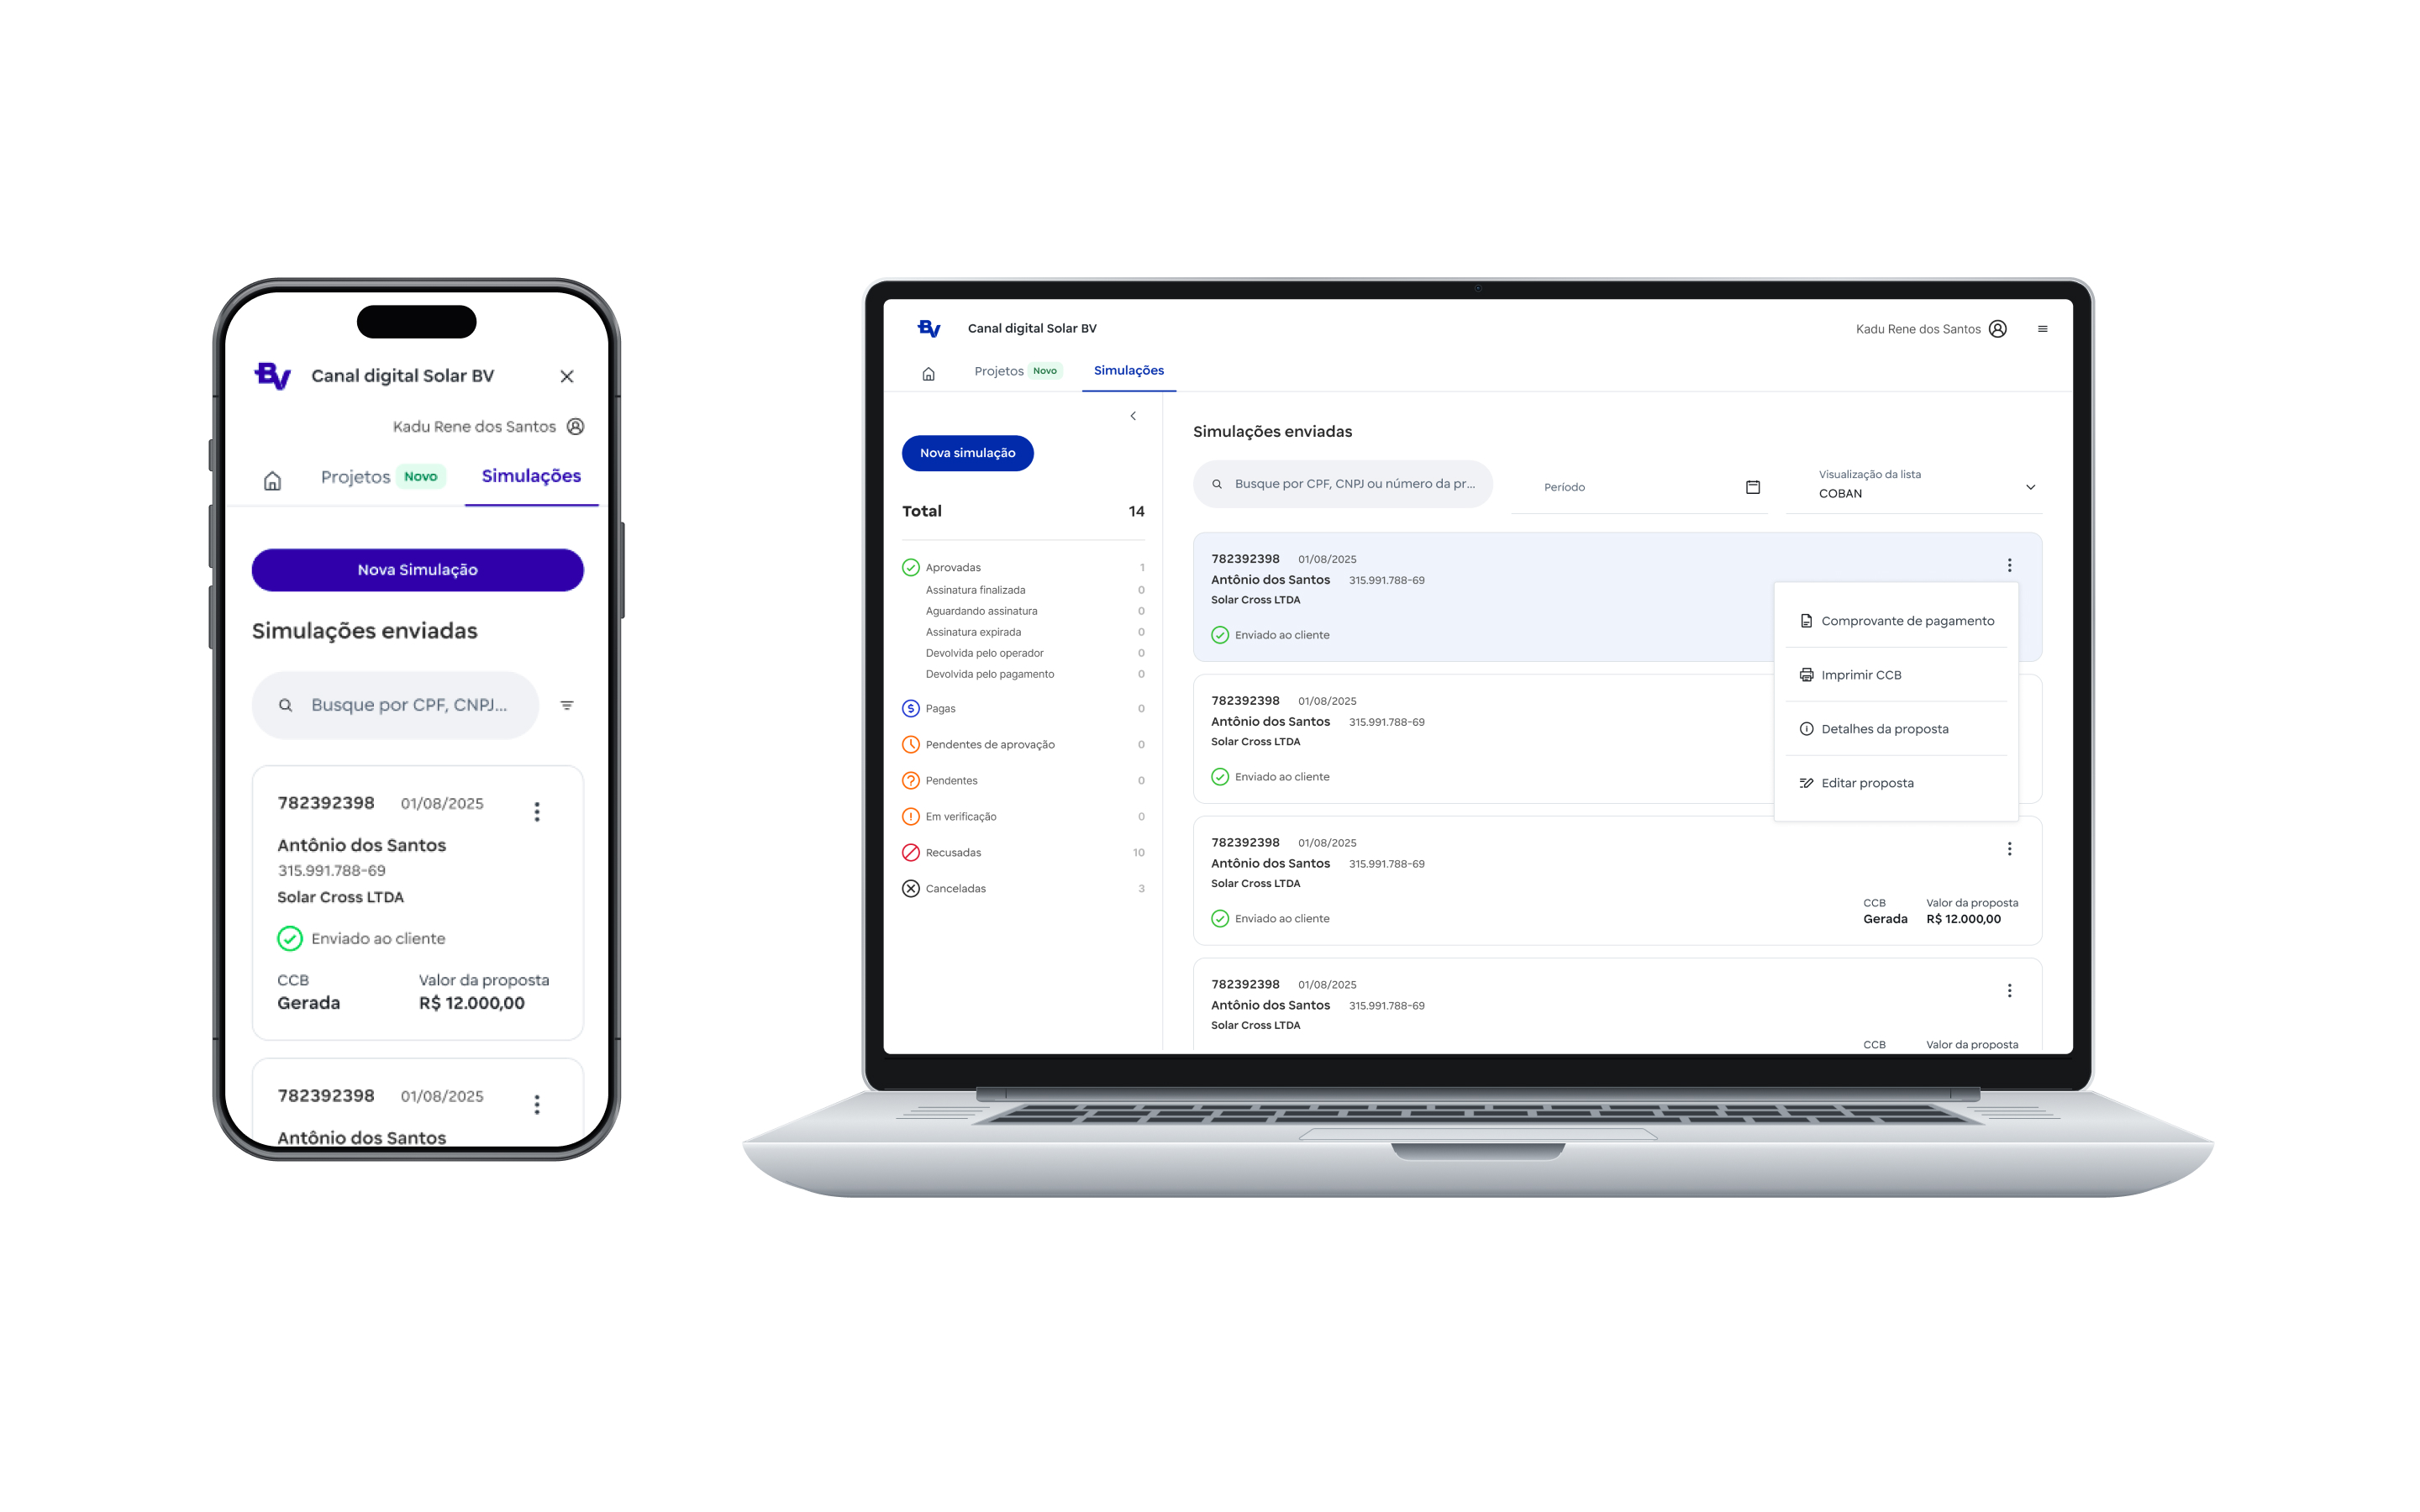 BV Canal digital Solar BV
Kadu Rene dos Santos
Projetos Novo Simulações
Nova Simulação
Simulações enviadas
Busque por CPF, CNPJ...
782392398 01/08/2025
Antônio dos Santos
315.991.788-69
Solar Cross LTDA
Enviado ao cliente
CCB Valor da proposta
Gerada R$ 12.000,00
782392398 01/08/2025
Antônio dos Santos
BV Canal digital Solar BV Kadu Rene dos Santos
Projetos Novo Simulações
Nova simulação
Total 14
Aprovadas 1
Assinatura finalizada 0
Aguardando assinatura 0
Assinatura expirada 0
Devolvida pelo operador 0
Devolvida pelo pagamento 0
Pagas 0
Pendentes de aprovação 0
Pendentes 0
Em verificação 0
Recusadas 10
Canceladas 3
Simulações enviadas
Busque por CPF, CNPJ ou número da pr...
Período
Visualização da lista
COBAN
782392398 01/08/2025
Antônio dos Santos 315.991.788-69
Solar Cross LTDA
Enviado ao cliente
Comprovante de pagamento
Imprimir CCB
Detalhes da proposta
Editar proposta
782392398 01/08/2025
Antônio dos Santos 315.991.788-69
Solar Cross LTDA
Enviado ao cliente
782392398 01/08/2025
Antônio dos Santos 315.991.788-69
Solar Cross LTDA
Enviado ao cliente
CCB Valor da proposta
Gerada R$ 12.000,00
782392398 01/08/2025
Antônio dos Santos 315.991.788-69
Solar Cross LTDA
CCB Valor da proposta